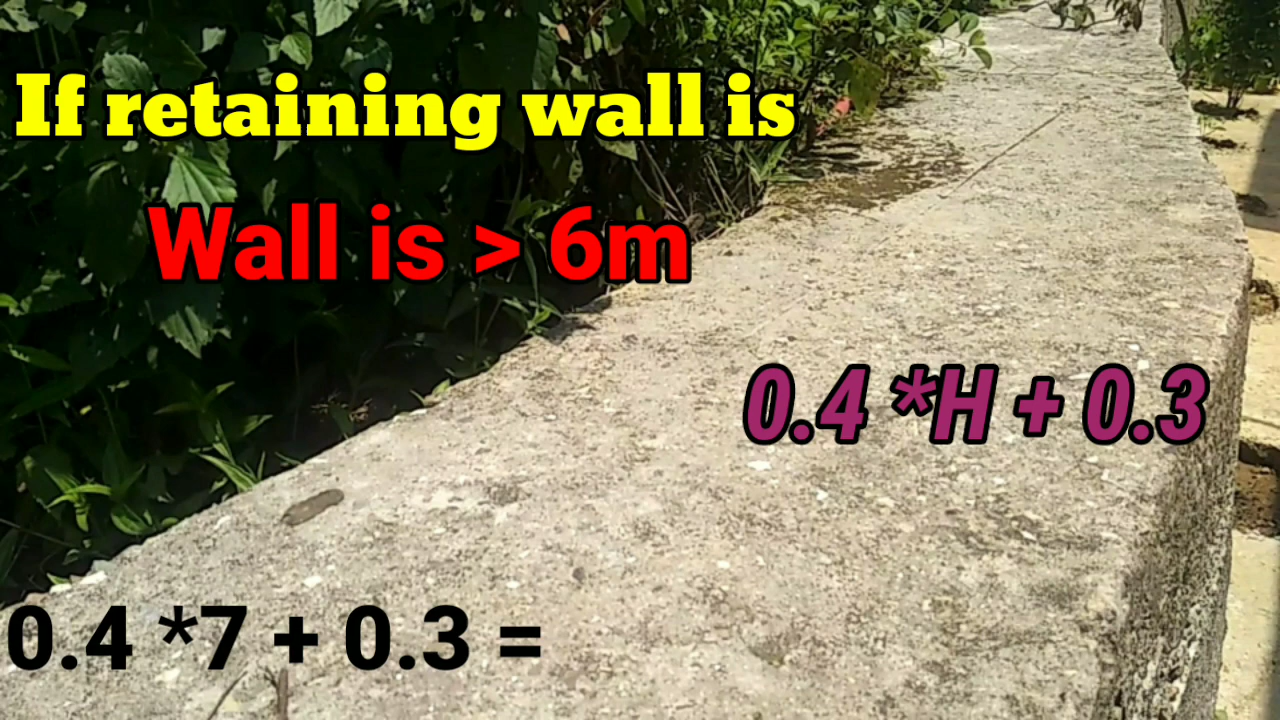 If retaining wall is
Wall is > 6m
0.4 *H + 0.3
0.4 *7 + 0.3 =